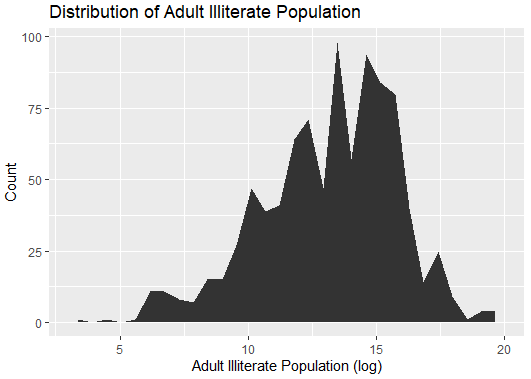 Distribution of Adult Illiterate Population
100
75
50
25
0
Count
5 10 15 20
Adult Illiterate Population (log)